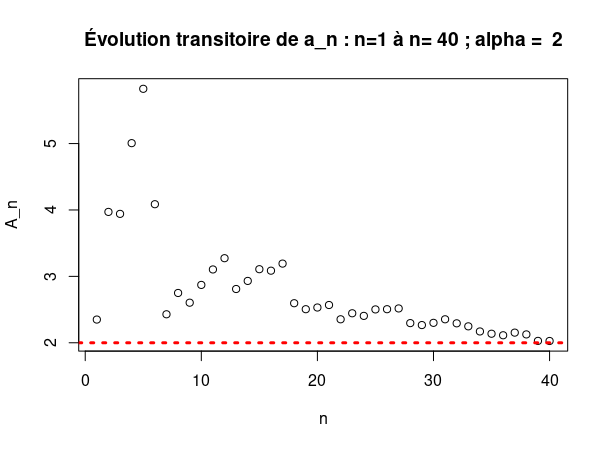 Évolution transitoire de a_n : n=1 à n= 40 ; alpha =  2
A_n
5
4
3
2
0 10 20 30 40
n